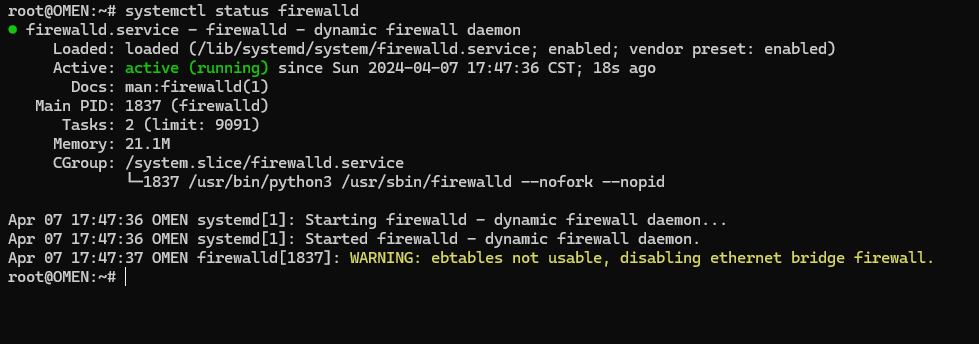 root@OMEN:~# systemctl status firewalld
● firewalld.service - firewalld - dynamic firewall daemon
     Loaded: loaded (/lib/systemd/system/firewalld.service; enabled; vendor preset: enabled)
     Active: active (running) since Sun 2024-04-07 17:47:36 CST; 18s ago
       Docs: man:firewalld(1)
   Main PID: 1837 (firewalld)
      Tasks: 2 (limit: 9091)
     Memory: 21.1M
     CGroup: /system.slice/firewalld.service
             └─1837 /usr/bin/python3 /usr/sbin/firewalld --nofork --nopid

Apr 07 17:47:36 OMEN systemd[1]: Starting firewalld - dynamic firewall daemon...
Apr 07 17:47:36 OMEN systemd[1]: Started firewalld - dynamic firewall daemon.
Apr 07 17:47:37 OMEN firewalld[1837]: WARNING: ebtables not usable, disabling ethernet bridge firewall.
root@OMEN:~#